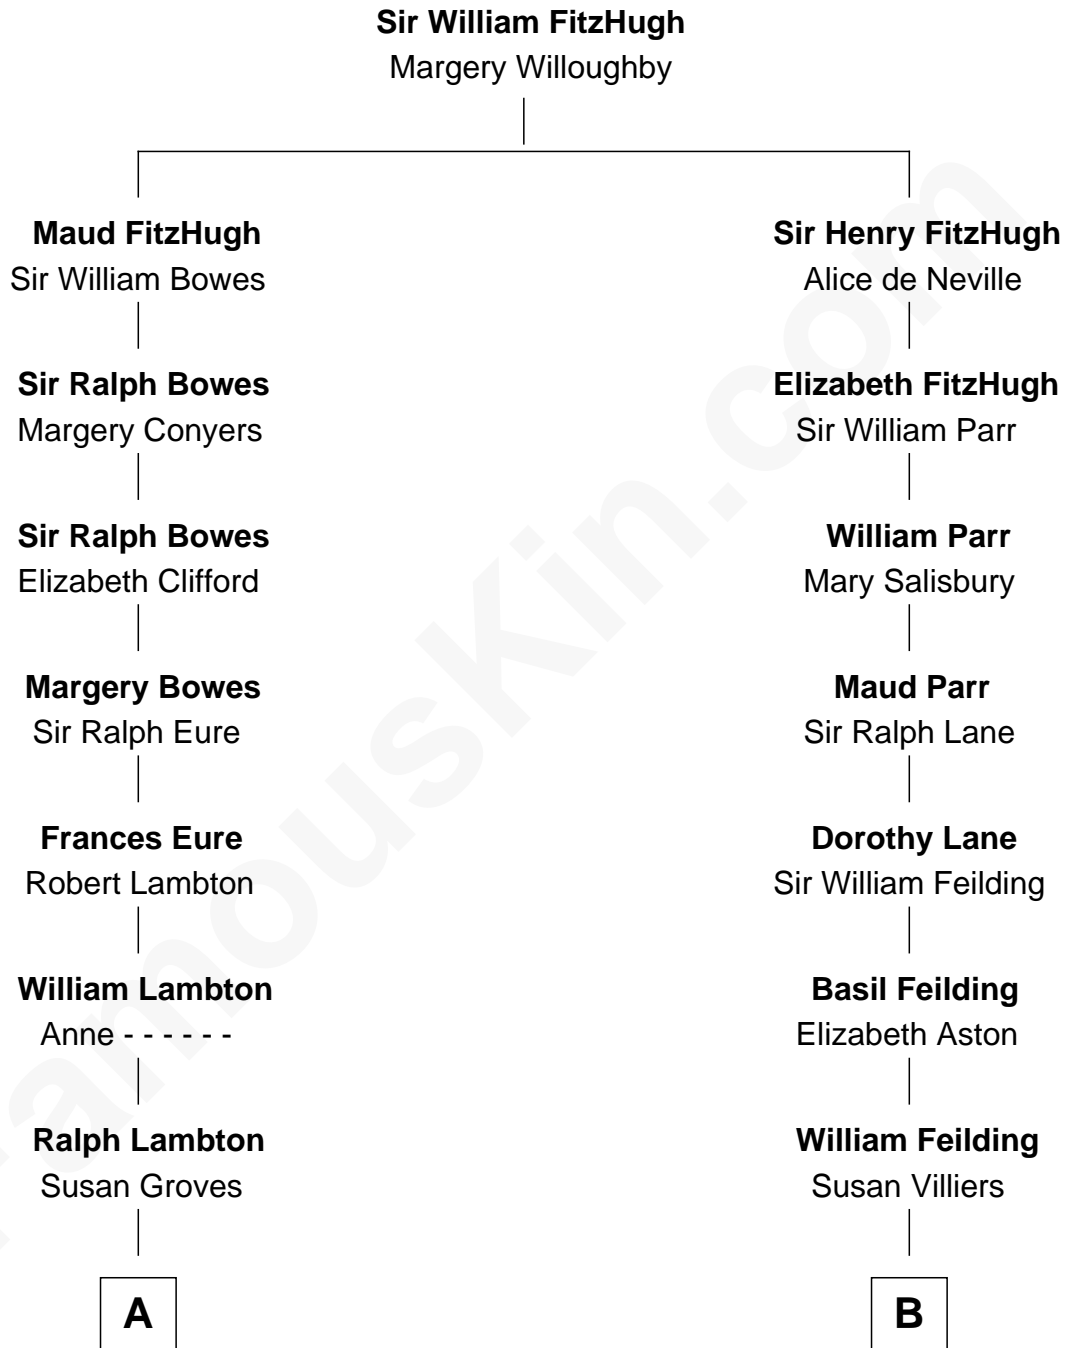 Sir William FitzHugh
Margery Willoughby
Maud FitzHugh
Sir William Bowes
Sir Henry FitzHugh
Alice de Neville
Sir Ralph Bowes
Margery Conyers
Elizabeth FitzHugh
Sir William Parr
Sir Ralph Bowes
Elizabeth Clifford
William Parr
Mary Salisbury
Margery Bowes
Sir Ralph Eure
Maud Parr
Sir Ralph Lane
Frances Eure
Robert Lambton
Dorothy Lane
Sir William Feilding
William Lambton
Anne - - - - - -
Basil Feilding
Elizabeth Aston
Ralph Lambton
Susan Groves
William Feilding
Susan Villiers
A
B
FamousKin.com